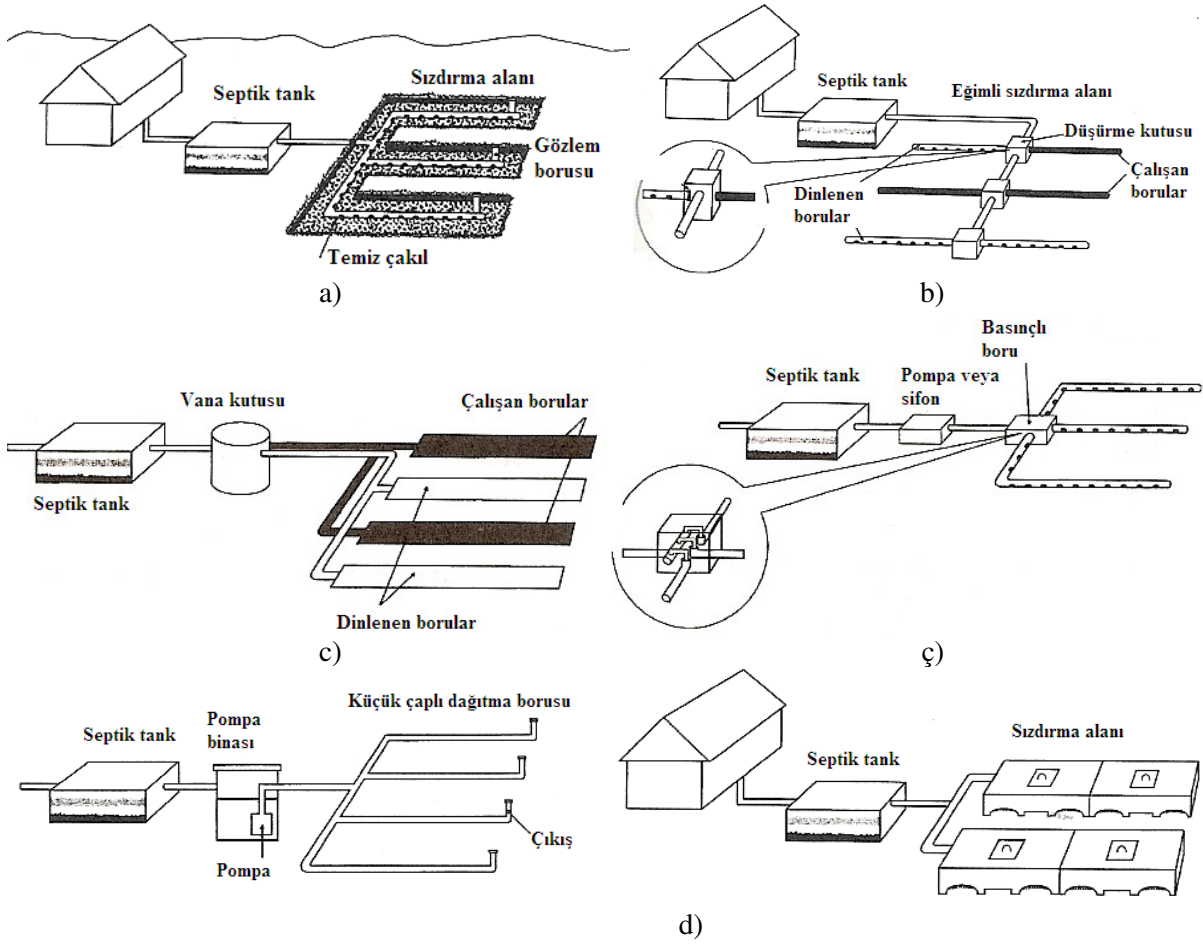 Septik tank
Sızdırma alanı
Gözlem
borusu
Temiz çakıl
a)
Septik tank
Eğimli sızdırma alanı
Düşürme kutusu
Çalışan
borular
Dinlenen
borular
b)
Vana kutusu
Çalışan borular
Septik tank
Dinlenen borular
c)
Basınçlı
boru
Septik tank
Pompa veya
sifon
ç)
Küçük çaplı dağıtma borusu
Septik tank
Pompa
binası
Çıkış
Pompa
Septik tank
Sızdırma alanı
d)